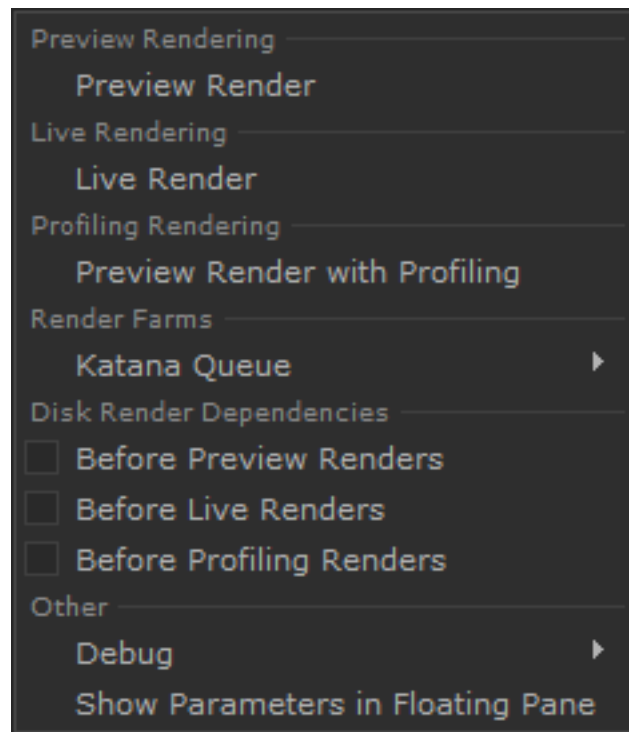 Preview Rendering
Preview Render
Live Rendering
Live Render
Profiling Rendering
Preview Render with Profiling
Render Farms
Katana Queue
Disk Render Dependencies
Before Preview Renders
Before Live Renders
Before Profiling Renders
Other
Debug
Show Parameters in Floating Pane